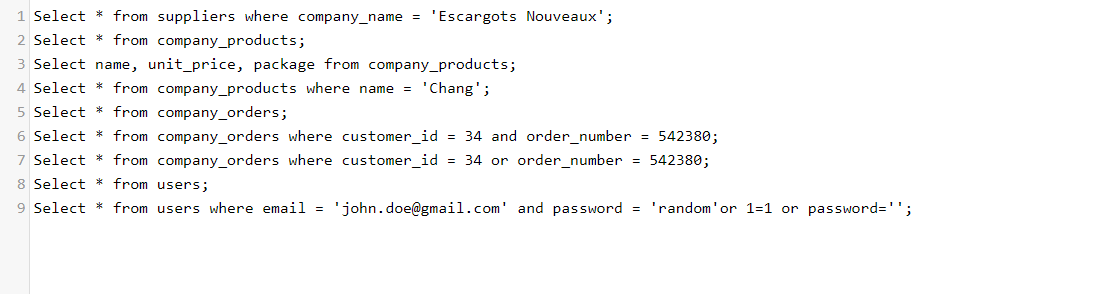 1 Select * from suppliers where company_name = 'Escargots Nouveaux';
2 Select * from company_products;
3 Select name, unit_price, package from company_products;
4 Select * from company_products where name = 'Chang';
5 Select * from company_orders;
6 Select * from company_orders where customer_id = 34 and order_number = 542380;
7 Select * from company_orders where customer_id = 34 or order_number = 542380;
8 Select * from users;
9 Select * from users where email = 'john.doe@gmail.com' and password = 'random'or 1=1 or password='';